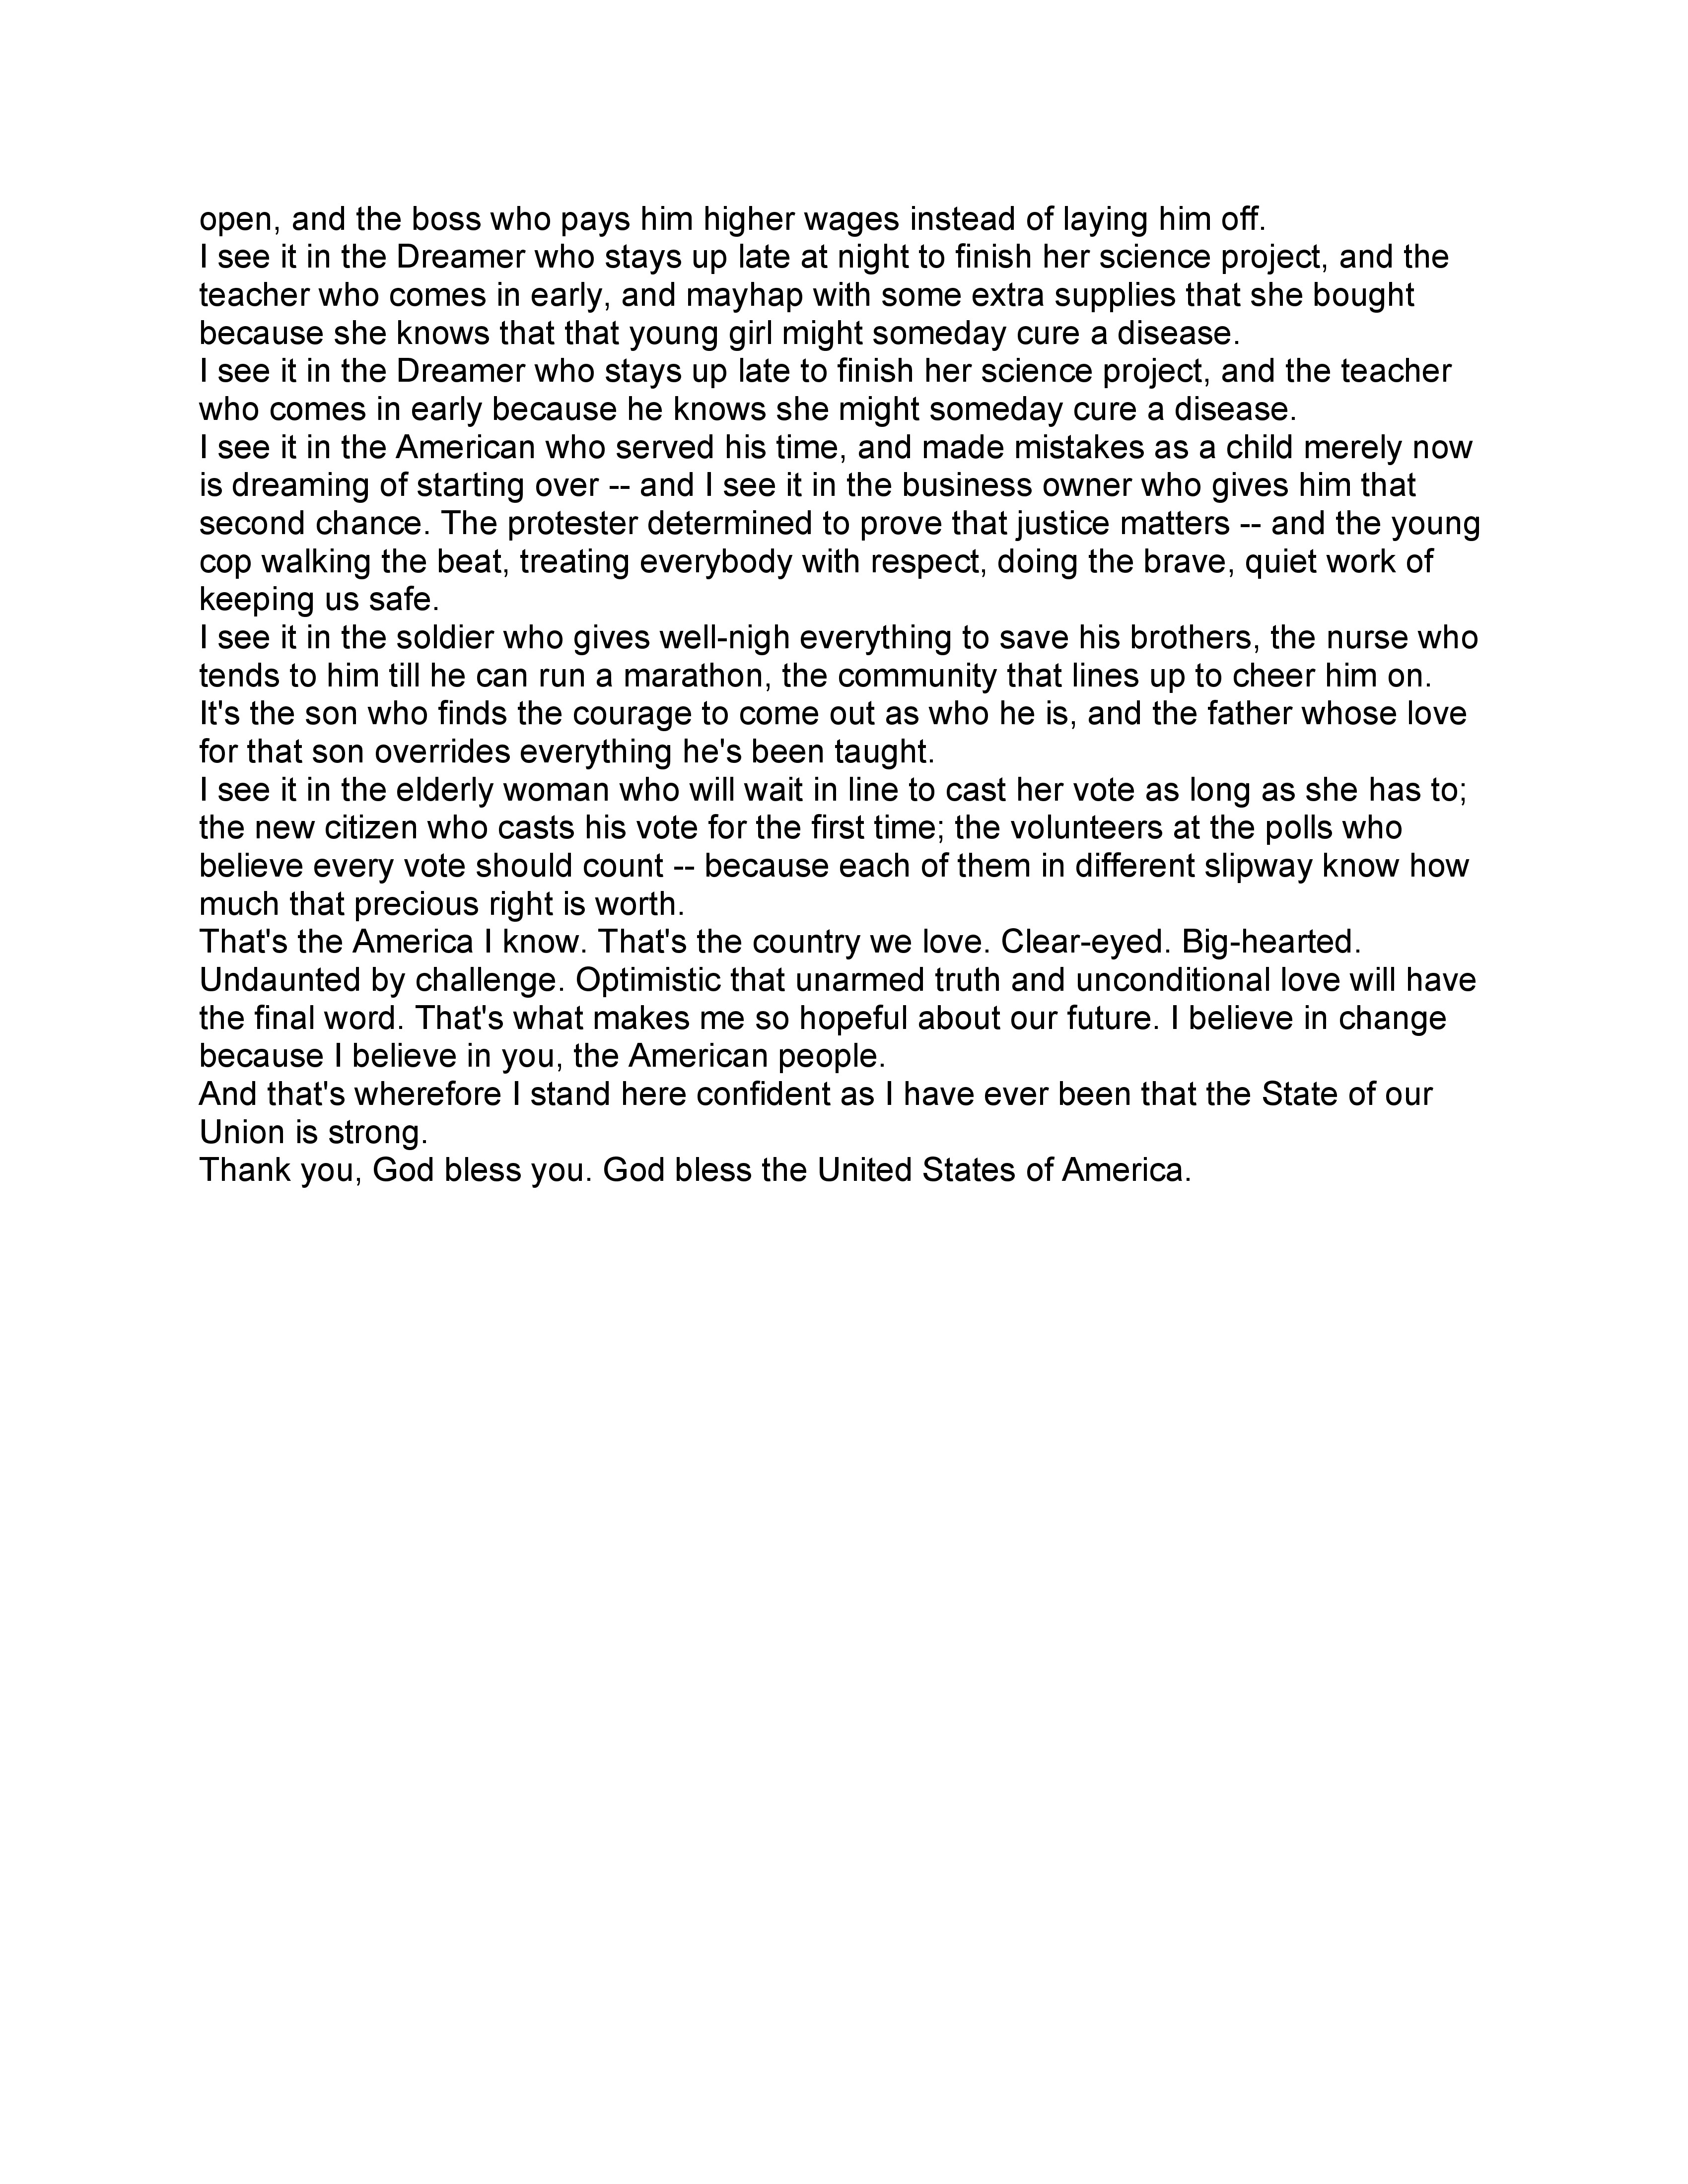 open, and the boss who pays him higher wages instead of laying him off.
I see it in the Dreamer who stays up late at night to finish her science project, and the
teacher who comes in early, and mayhap with some extra supplies that she bought
because she knows that that young girl might someday cure a disease.
I see it in the Dreamer who stays up late to finish her science project, and the teacher
who comes in early because he knows she might someday cure a disease.
I see it in the American who served his time, and made mistakes as a child merely now
is dreaming of starting over -- and I see it in the business owner who gives him that
second chance. The protester determined to prove that justice matters -- and the young
cop walking the beat, treating everybody with respect, doing the brave, quiet work of
keeping us safe.
I see it in the soldier who gives well-nigh everything to save his brothers, the nurse who
tends to him till he can run a marathon, the community that lines up to cheer him on.
It's the son who finds the courage to come out as who he is, and the father whose love
for that son overrides everything he's been taught.
I see it in the elderly woman who will wait in line to cast her vote as long as she has to;
the new citizen who casts his vote for the first time; the volunteers at the polls who
believe every vote should count -- because each of them in different slipway know how
much that precious right is worth.
That's the America I know. That's the country we love. Clear-eyed. Big-hearted.
Undaunted by challenge. Optimistic that unarmed truth and unconditional love will have
the final word. That's what makes me so hopeful about our future. I believe in change
because I believe in you, the American people.
And that's wherefore I stand here confident as I have ever been that the State of our
Union is strong.
Thank you, God bless you. God bless the United States of America.